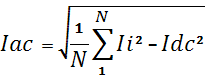 Iac = √(1/N ∑₁ᴺ Ii² – Idc²)